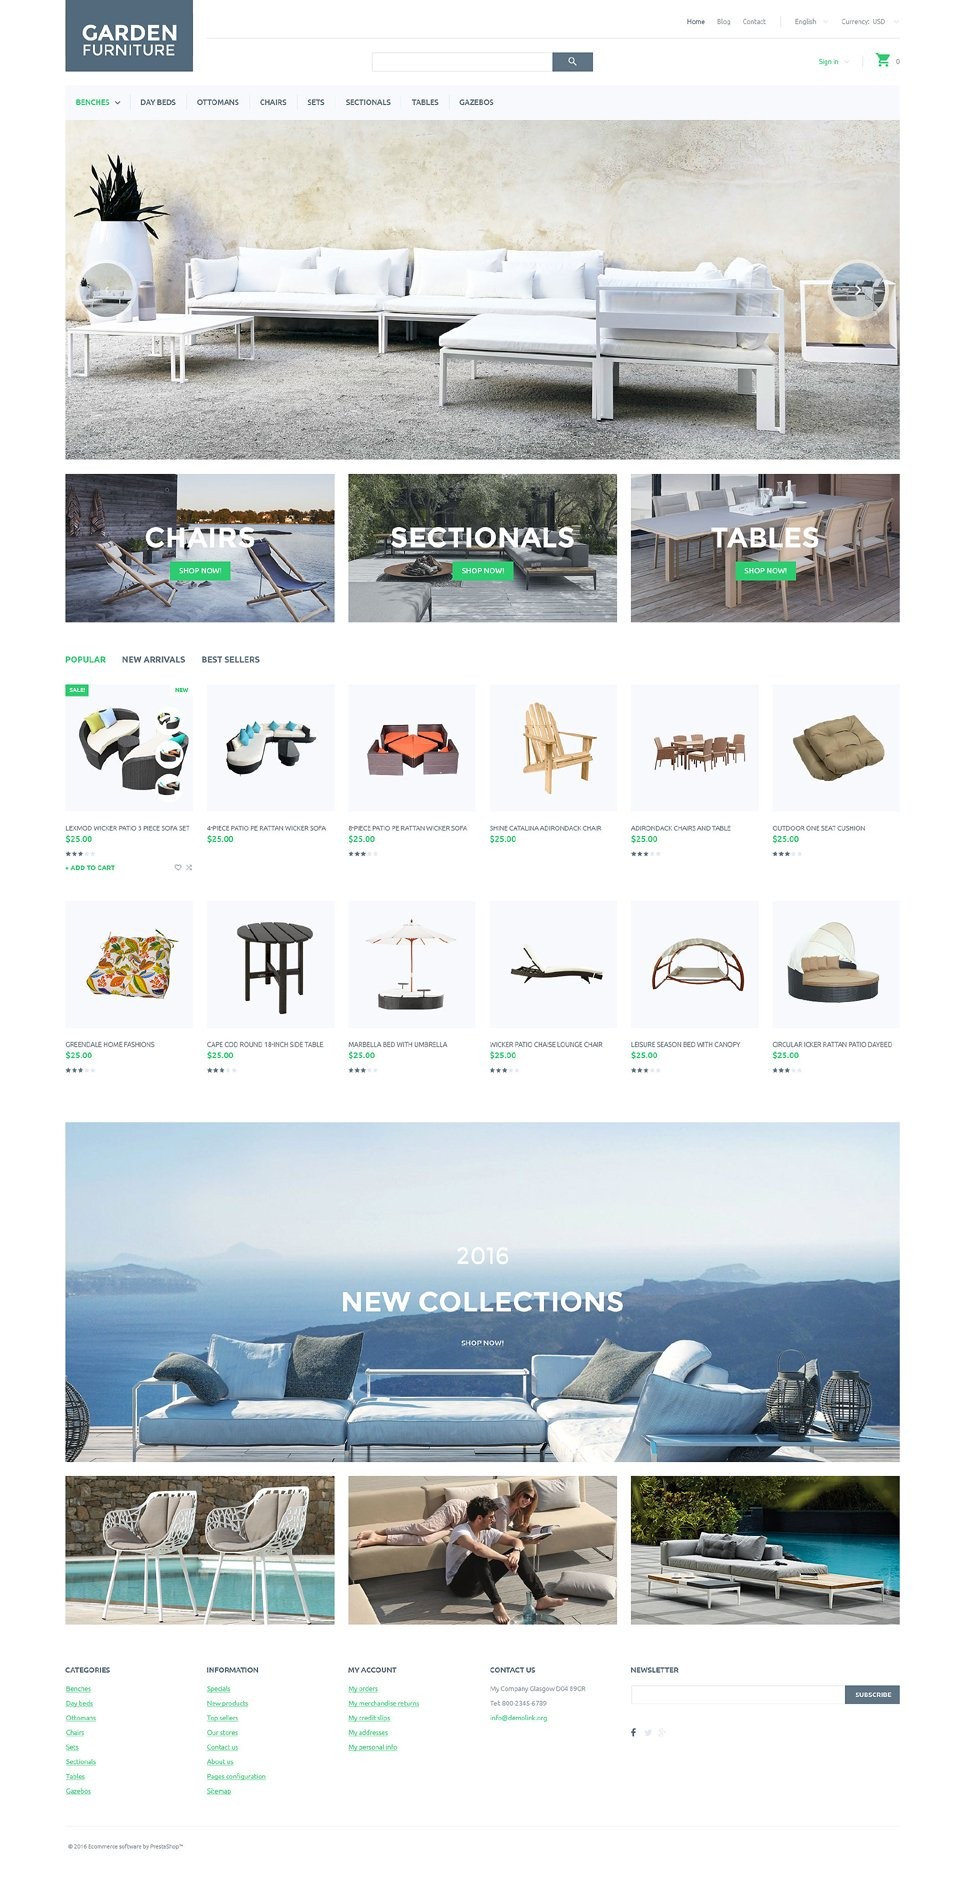 GARDEN
FURNITURE
Home Blog Contact English Currency: USD
Sign in 0
BENCHES DAY BEDS OTTOMANS CHAIRS SETS SECTIONALS TABLES GAZEBOS
CHAIRS
SHOP NOW!
SECTIONALS
SHOP NOW!
TABLES
SHOP NOW!
POPULAR NEW ARRIVALS BEST SELLERS
SALE! NEW
LEXMOD WICKER PATIO 3 PIECE SOFA SET
$25.00
+ ADD TO CART
4-PIECE PATIO PE RATTAN WICKER SOFA
$25.00
8-PIECE PATIO PE RATTAN WICKER SOFA
$25.00
SHINE CATALINA ADIRONDACK CHAIR
$25.00
ADIRONDACK CHAIRS AND TABLE
$25.00
OUTDOOR ONE SEAT CUSHION
$25.00
GREENDALE HOME FASHIONS
$25.00
CAPE COD ROUND 18-INCH SIDE TABLE
$25.00
MARBELLA BED WITH UMBRELLA
$25.00
WICKER PATIO CHAISE LOUNGE CHAIR
$25.00
LEISURE SEASON BED WITH CANOPY
$25.00
CIRCULAR ICKER RATTAN PATIO DAYBED
$25.00
2016
NEW COLLECTIONS
SHOP NOW!
CATEGORIES
Benches
Day beds
Ottomans
Chairs
Sets
Sectionals
Tables
Gazebos
INFORMATION
Specials
New products
Top sellers
Our stores
Contact us
About us
Pages configuration
Sitemap
MY ACCOUNT
My orders
My merchandise returns
My credit slips
My addresses
My personal info
CONTACT US
My Company Glasgow D04 89GR
Tel: 800-2345-6789
info@demolink.org
NEWSLETTER
SUBSCRIBE
© 2016 Ecommerce software by PrestaShop™